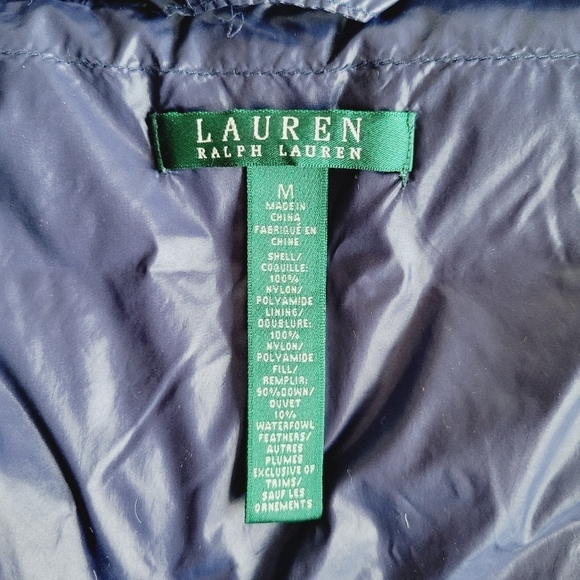 LAUREN
RALPH LAUREN
M
MADE IN
CHINA
FABRIQUÉ EN
CHINE
SHELL/
COQUILLE:
100%
NYLON/
POLYAMIDE
LINING/
DOUBLURE:
100%
NYLON/
POLYAMIDE
FILL/
REMPLIR:
90%DOWN/
DUVET
10%
WATERFOWL
FEATHERS/
AUTRES
PLUMES
EXCLUSIVE OF
TRIMS/
SAUF LES
ORNEMENTS